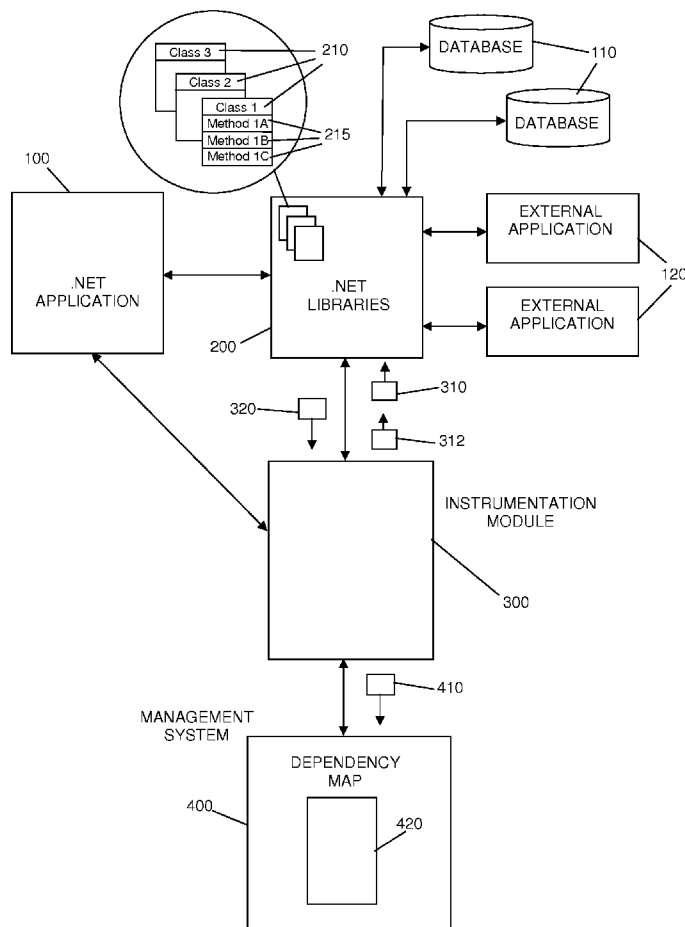 Class 3
210
Class 2
Class 1
Method 1A
215
Method 1B
Method 1C
DATABASE
110
DATABASE
100
.NET
APPLICATION
.NET
LIBRARIES
200
EXTERNAL
APPLICATION
120
EXTERNAL
APPLICATION
320
310
312
INSTRUMENTATION
MODULE
300
410
MANAGEMENT
SYSTEM
DEPENDENCY
MAP
400
420